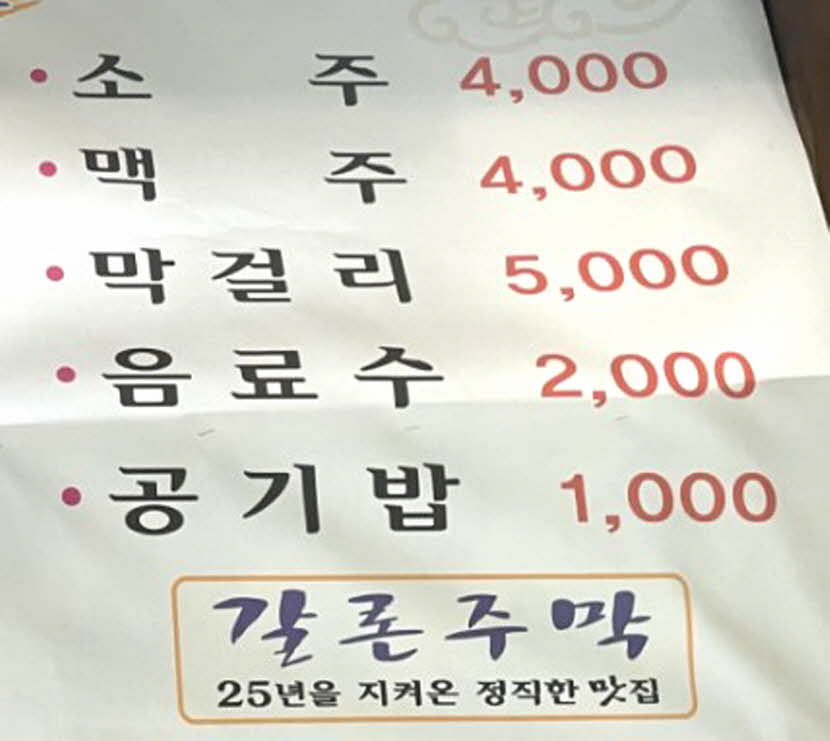 • 소 주 4,000
• 맥 주 4,000
• 막걸리 5,000
• 음료수 2,000
• 공기밥 1,000
갈론주막
25년을 지켜온 정직한 맛집